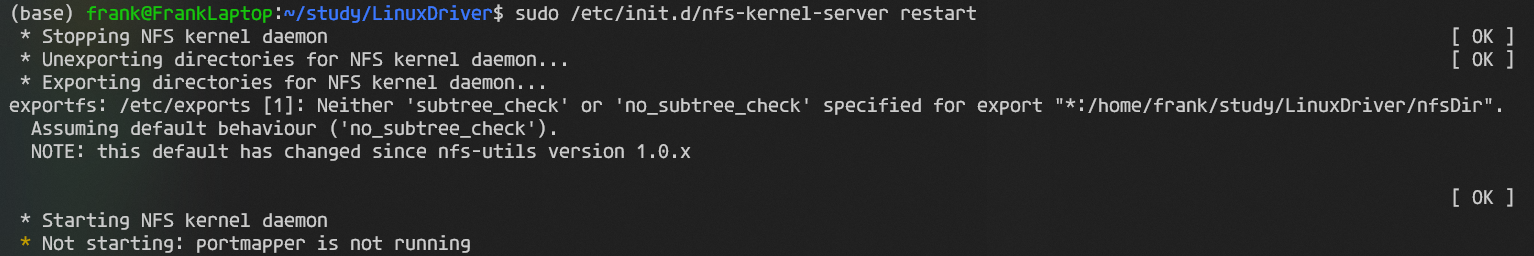 (base) frank@FrankLaptop:~/study/LinuxDriver$ sudo /etc/init.d/nfs-kernel-server restart
* Stopping NFS kernel daemon [ OK ]
* Unexporting directories for NFS kernel daemon... [ OK ]
* Exporting directories for NFS kernel daemon...
exportfs: /etc/exports [1]: Neither 'subtree_check' or 'no_subtree_check' specified for export "*:/home/frank/study/LinuxDriver/nfsDir".
Assuming default behaviour ('no_subtree_check').
NOTE: this default has changed since nfs-utils version 1.0.x
[ OK ]
* Starting NFS kernel daemon
* Not starting: portmapper is not running